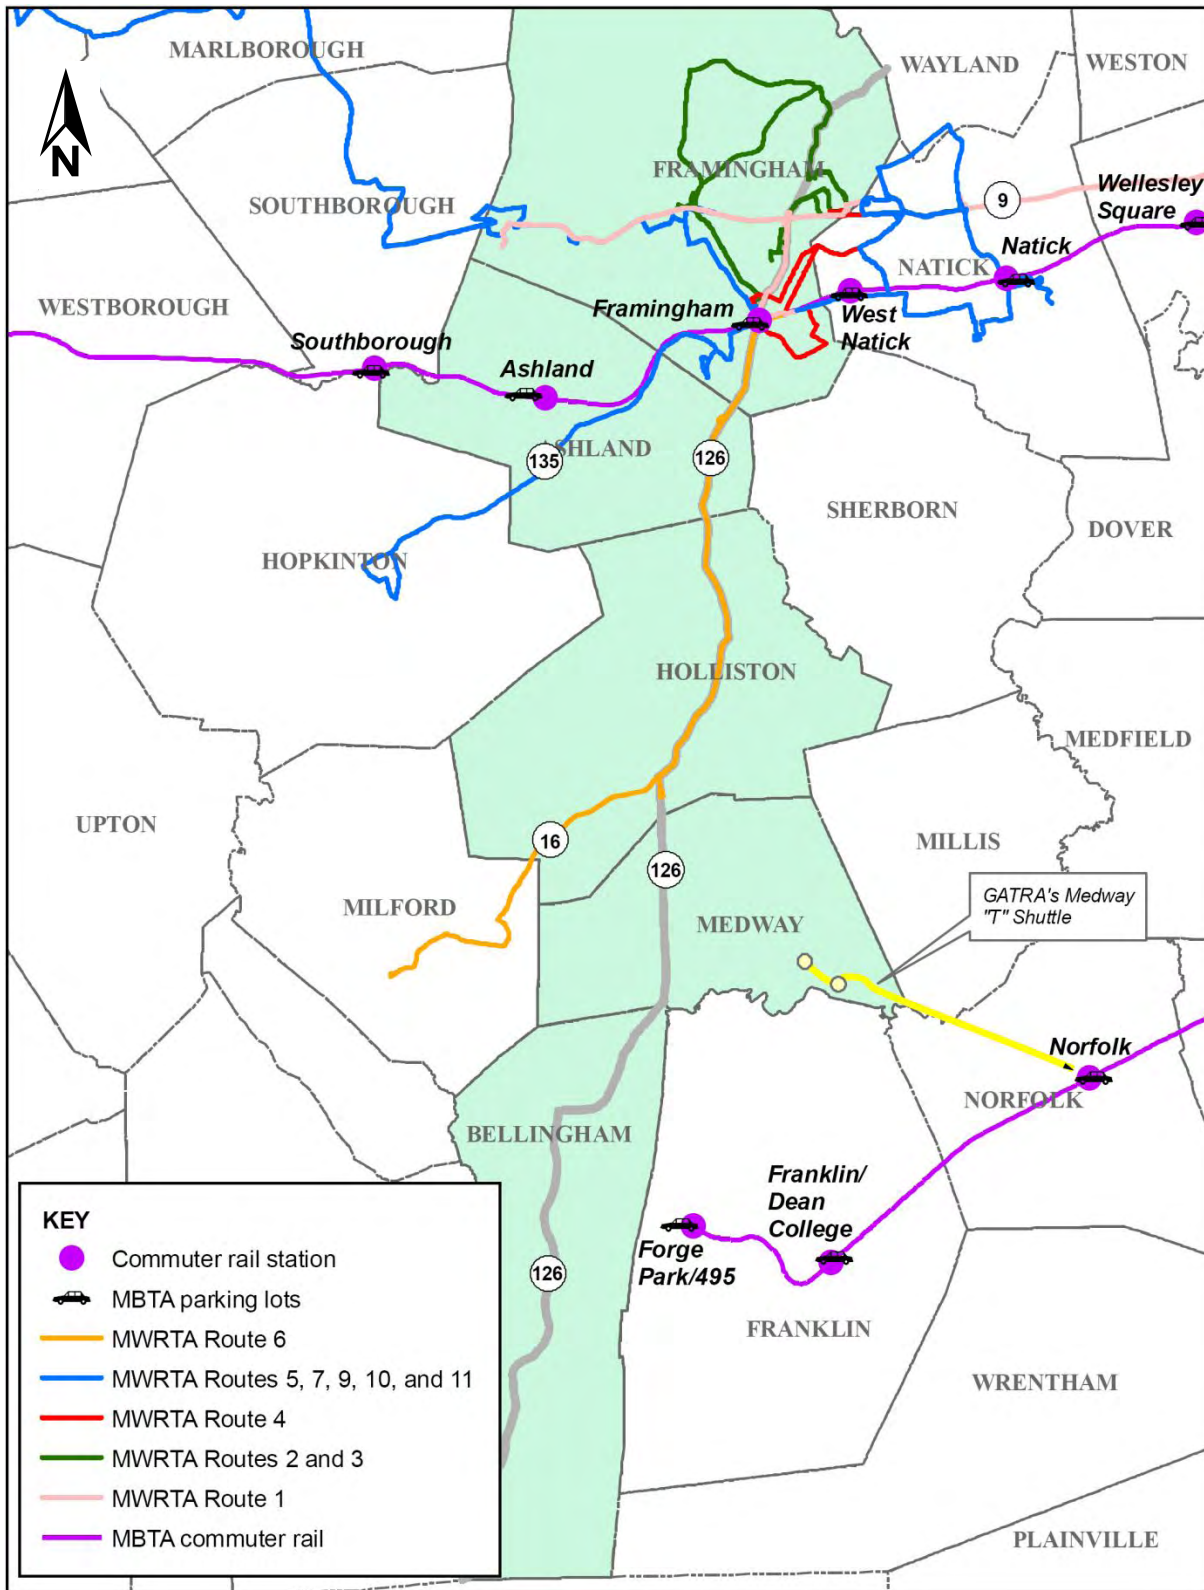 MARLBOROUGH
WAYLAND
WESTON
N
FRAMINGHAM
SOUTHBOROUGH
9
Wellesley
Square
Natick
NATICK
WESTBOROUGH
Framingham
West
Natick
Southborough
Ashland
ASHLAND
135
126
SHERBORN
DOVER
HOPKINTON
HOLLISTON
MEDFIELD
UPTON
16
MILLIS
126
GATRA's Medway
"T" Shuttle
MILFORD
MEDWAY
Norfolk
NORFOLK
BELLINGHAM
Franklin/
Dean
College
Forge
Park/495
126
FRANKLIN
WRENTHAM
PLAINVILLE
KEY
Commuter rail station
MBTA parking lots
MWRTA Route 6
MWRTA Routes 5, 7, 9, 10, and 11
MWRTA Route 4
MWRTA Routes 2 and 3
MWRTA Route 1
MBTA commuter rail